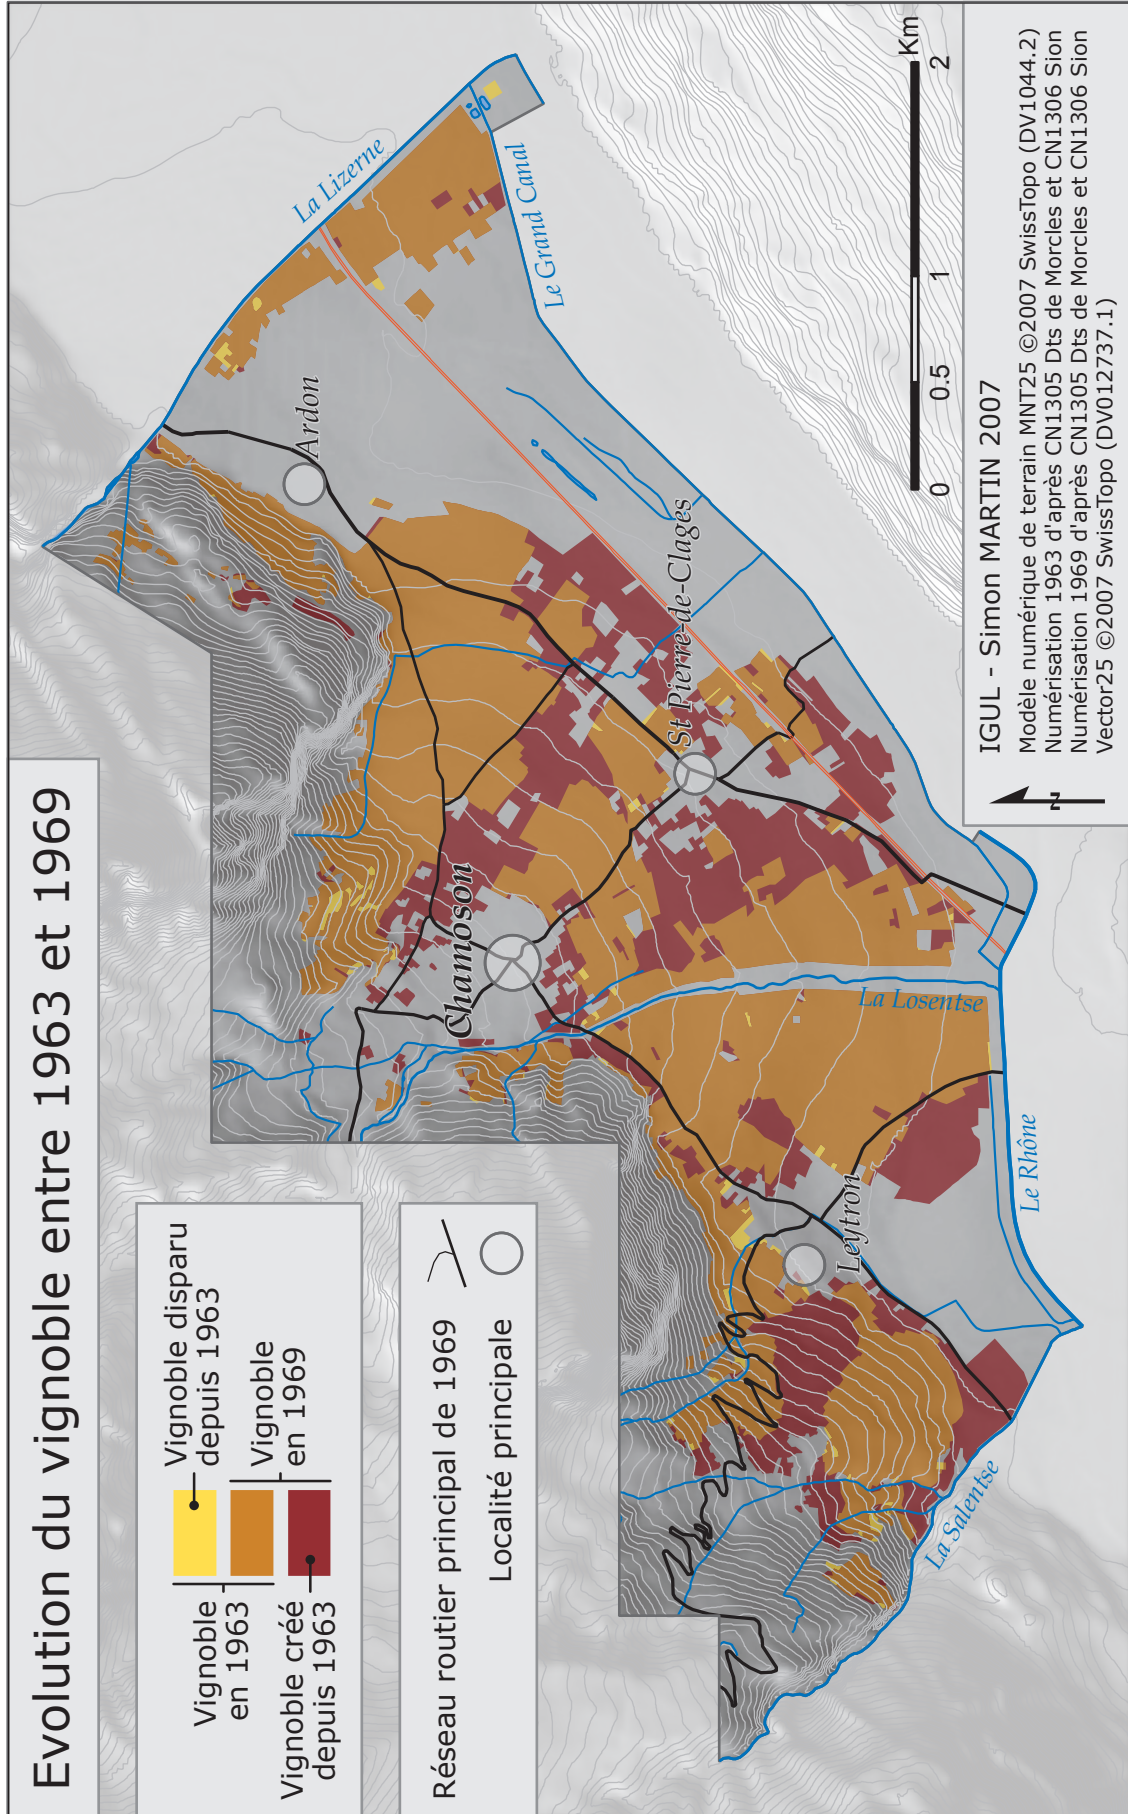 Evolution du vignoble entre 1963 et 1969
Vignoble
en 1963
Vignoble créé
depuis 1963
Vignoble disparu
depuis 1963
Vignoble
en 1969
Réseau routier principal de 1969
Localité principale
La Lizerne
Ardon
Le Grand Canal
St Pierre-de-Clages
Chamoson
La Losentse
Leytron
Le Rhône
La Salentse
0 0.5 1 2
Km
N
IGUL - Simon MARTIN 2007
Modèle numérique de terrain MNT25 ©2007 SwissTopo (DV1044.2)
Numérisation 1963 d'après CN1305 Dts de Morcles et CN1306 Sion
Numérisation 1969 d'après CN1305 Dts de Morcles et CN1306 Sion
Vector25 ©2007 SwissTopo (DV012737.1)